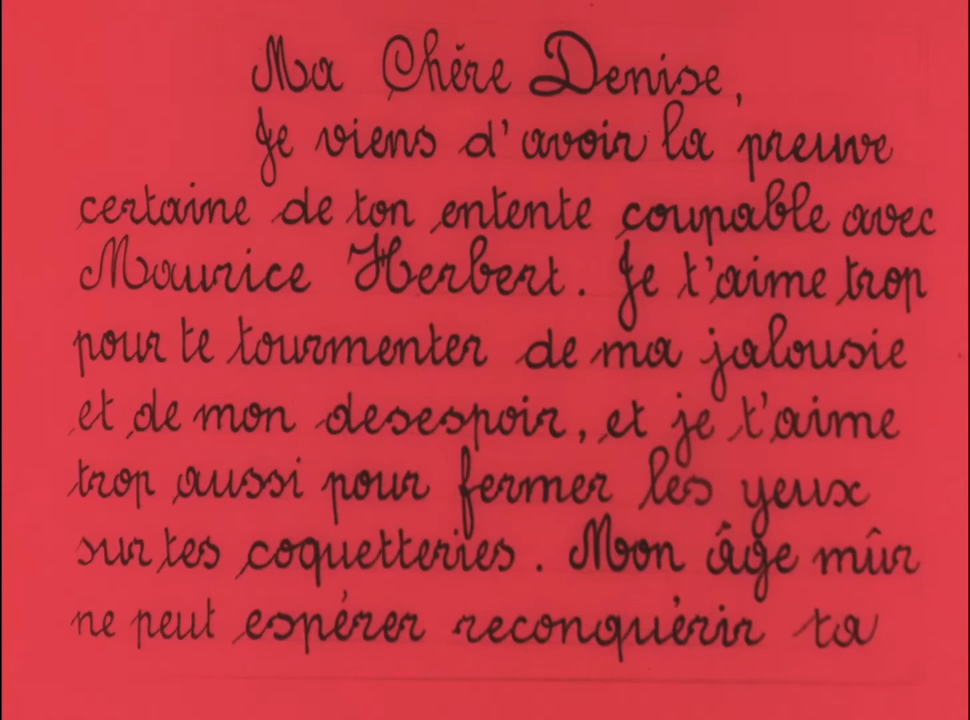 Ma Chère Denise,
Je viens d'avoir la preuve
certaine de ton entente coupable avec
Maurice Herbert. Je t'aime trop
pour te tourmenter de ma jalousie
et de mon desespoir, et je t'aime
trop aussi pour fermer les yeux
sur tes coquetteries. Mon âge mûr
ne peut espérer reconquérir ta